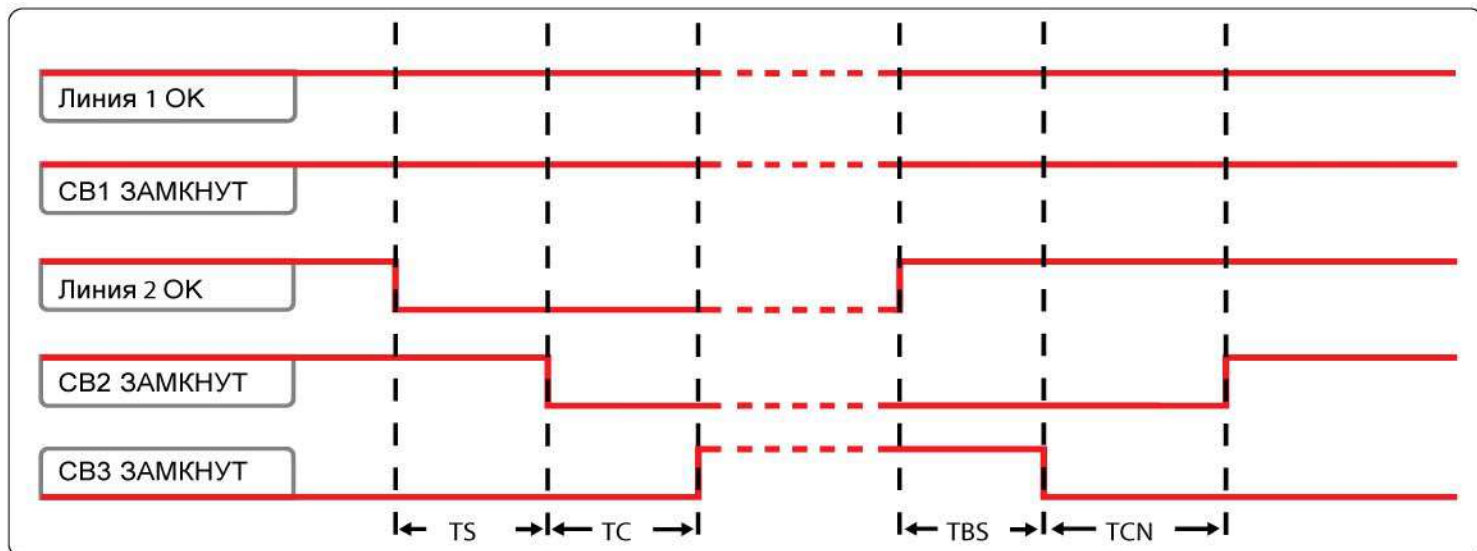 Линия 1 OK
CB1 ЗАМКНУТ
Линия 2 OK
CB2 ЗАМКНУТ
CB3 ЗАМКНУТ
TS TC TBS TCN